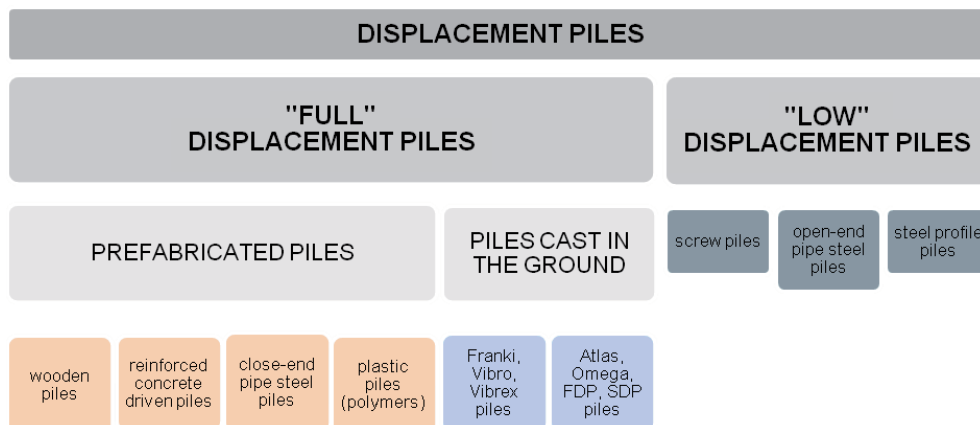 DISPLACEMENT PILES
"FULL"
DISPLACEMENT PILES
"LOW"
DISPLACEMENT PILES
PREFABRICATED PILES
PILES CAST IN
THE GROUND
screw piles
open-end
pipe steel
piles
steel profile
piles
wooden
piles
reinforced
concrete
driven piles
close-end
pipe steel
piles
plastic
piles
(polymers)
Franki,
Vibro,
Vibrex
piles
Atlas,
Omega,
FDP, SDP
piles